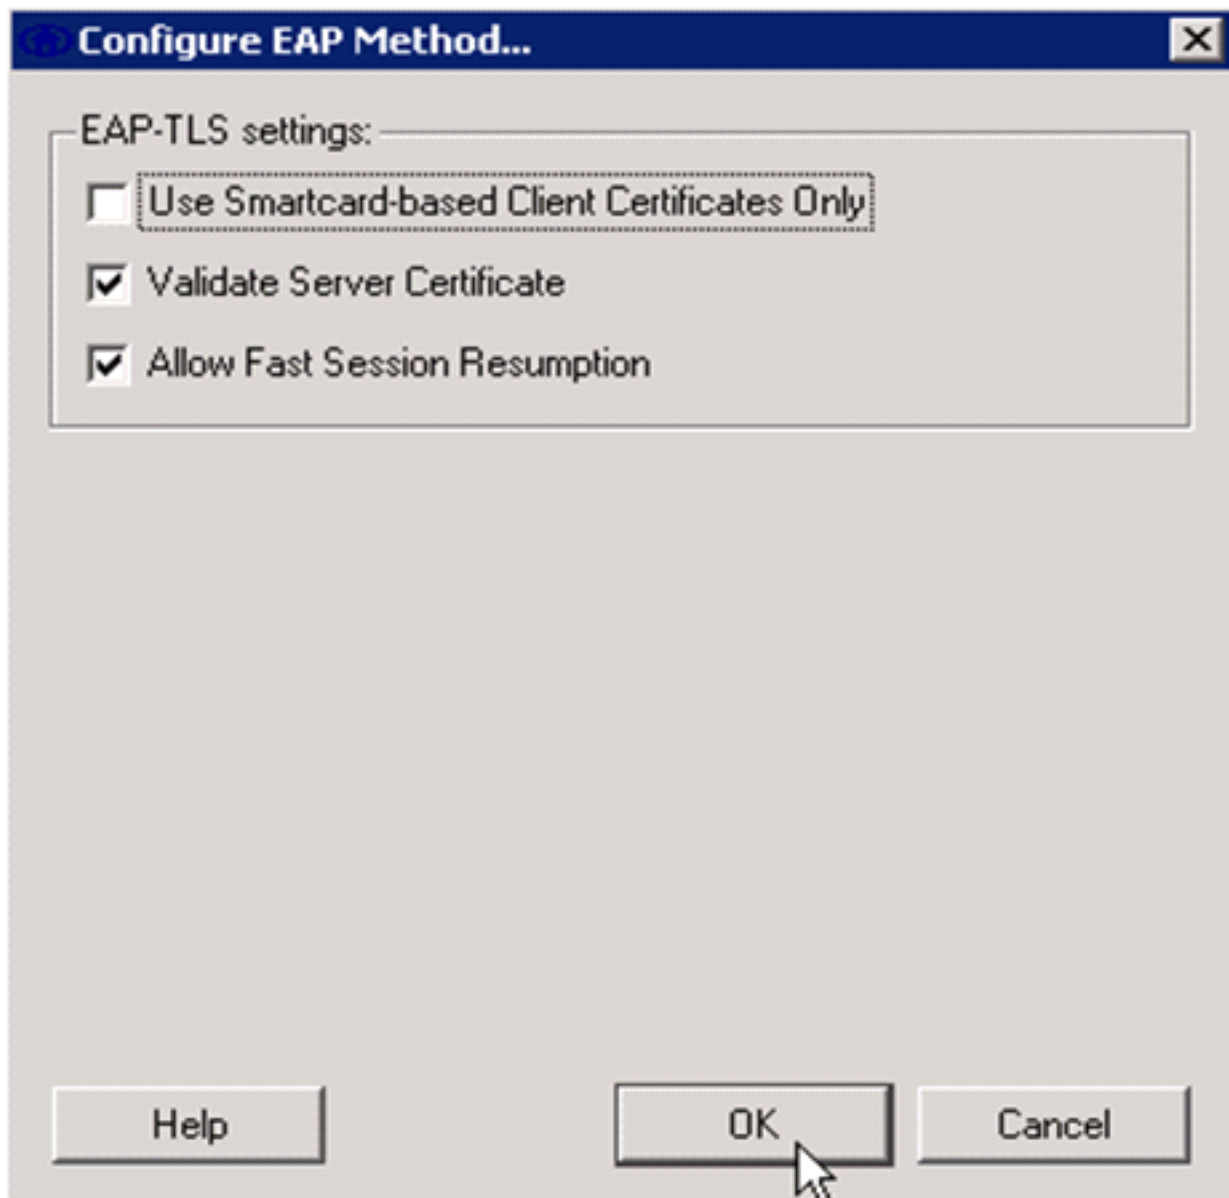 Configure EAP Method...
EAP-TLS settings:
Use Smartcard-based Client Certificates Only
Validate Server Certificate
Allow Fast Session Resumption
Help OK Cancel